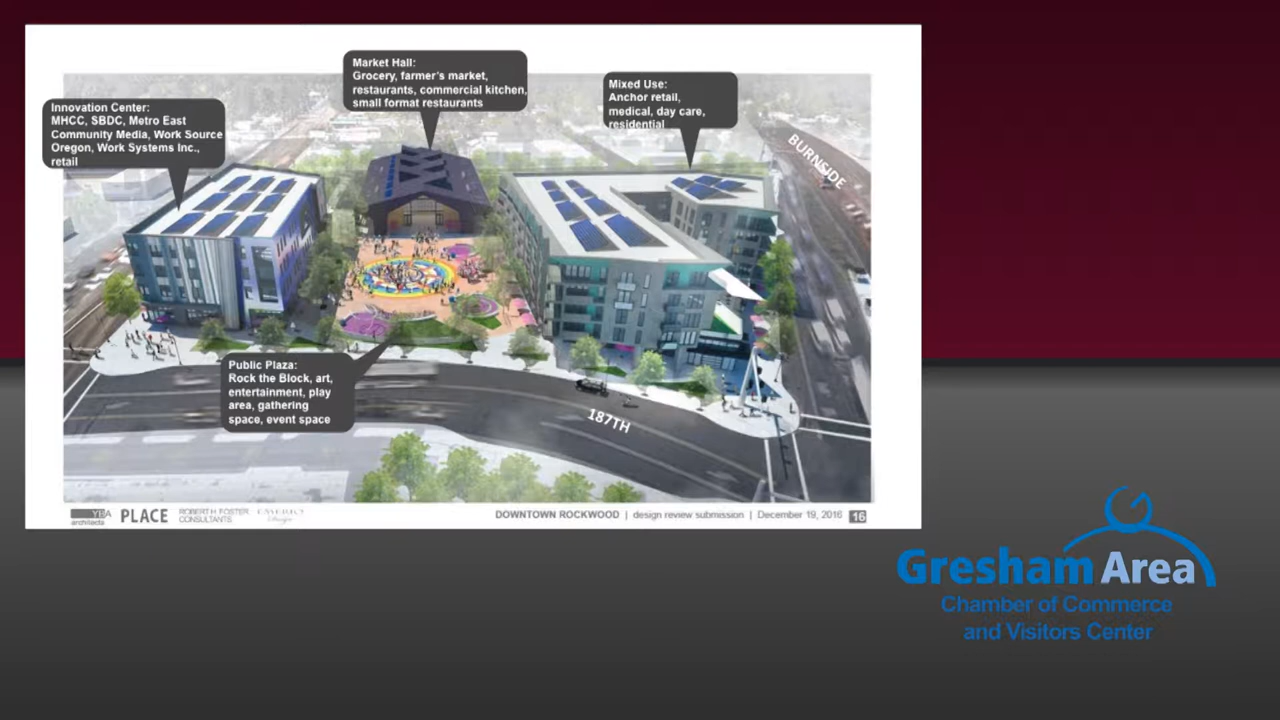 Market Hall:
Grocery, farmer's market,
restaurants, commercial kitchen,
small format restaurants
Mixed Use:
Anchor retail,
medical, day care,
residential
Innovation Center:
MHCC, SBDC, Metro East
Community Media, Work Source
Oregon, Work Systems Inc.,
retail
BURNSIDE
Public Plaza:
Rock the Block, art,
entertainment, play
area, gathering
space, event space
187TH
architects
PLACE
ROBERT H. FOSTER
CONSULTANTS
DOWNTOWN ROCKWOOD | design review submission | December 19, 2016 16
Gresham Area
Chamber of Commerce
and Visitors Center